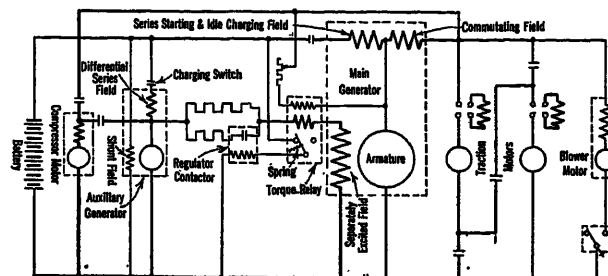 Series Starting & Idle Charging Field
Commutating Field
Differential
Series Field
Charging Switch
Main
Generator
Compressor Motor
Battery
Shunt Field
Auxillary
Generator
Regulator
Contactor
Spring
Torque Relay
Separately
Excited Field
Armature
Traction
Motors
Blower
Motor